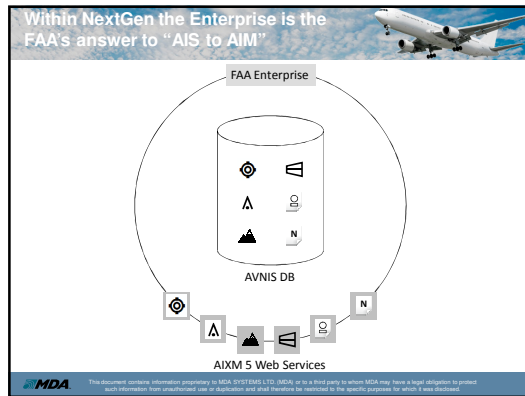 Within NextGen the Enterprise is the
FAA's answer to "AIS to AIM"
FAA Enterprise
N
AVNIS DB
N
AIXM 5 Web Services
MDA
This document contains information proprietary to MDA SYSTEMS LTD. (MDA) or to a third party to whom MDA may have a legal obligation to protect
such information from unauthorized use or duplication and shall therefore be restricted to the specific purposes for which it was disclosed.